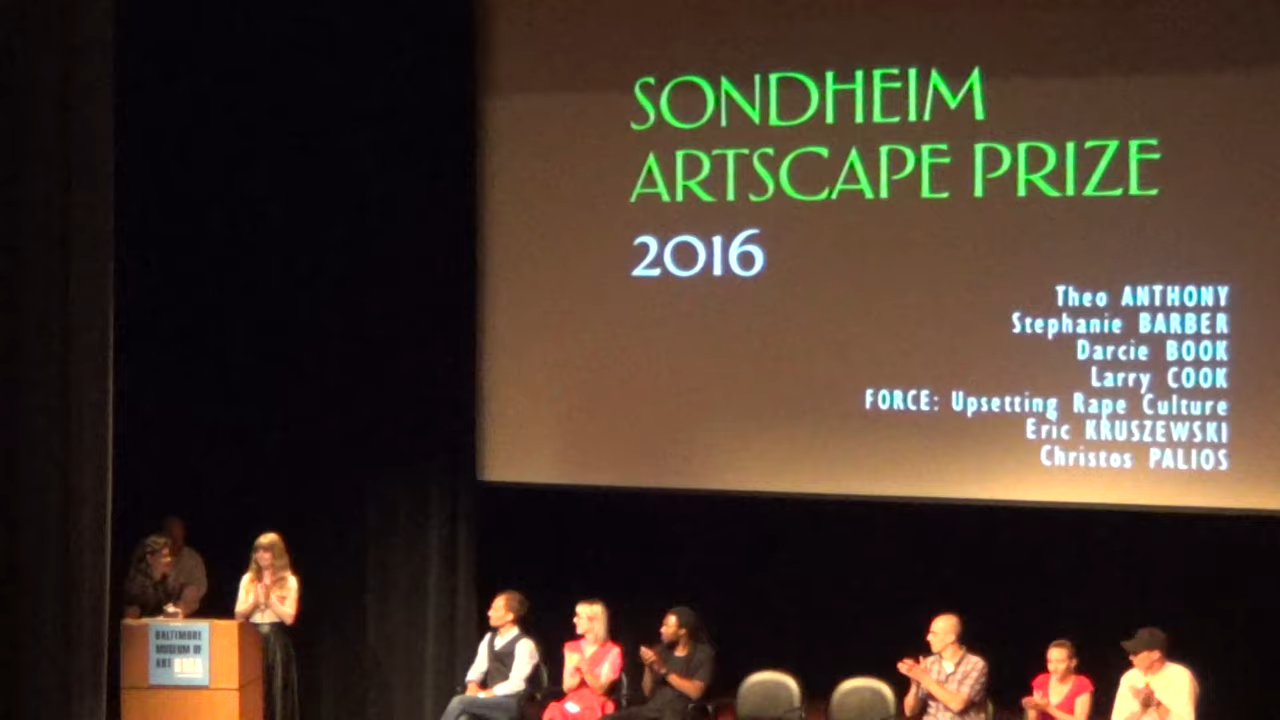 SONDHEIM
ARTSCAPE PRIZE
2016
Theo ANTHONY
Stephanie BARBER
Darcie BOOK
Larry COOK
FORCE: Upsetting Rape Culture
Eric KRUSZEWSKI
Christos PALIOS
BALTIMORE
MUSEUM OF
ART BMA